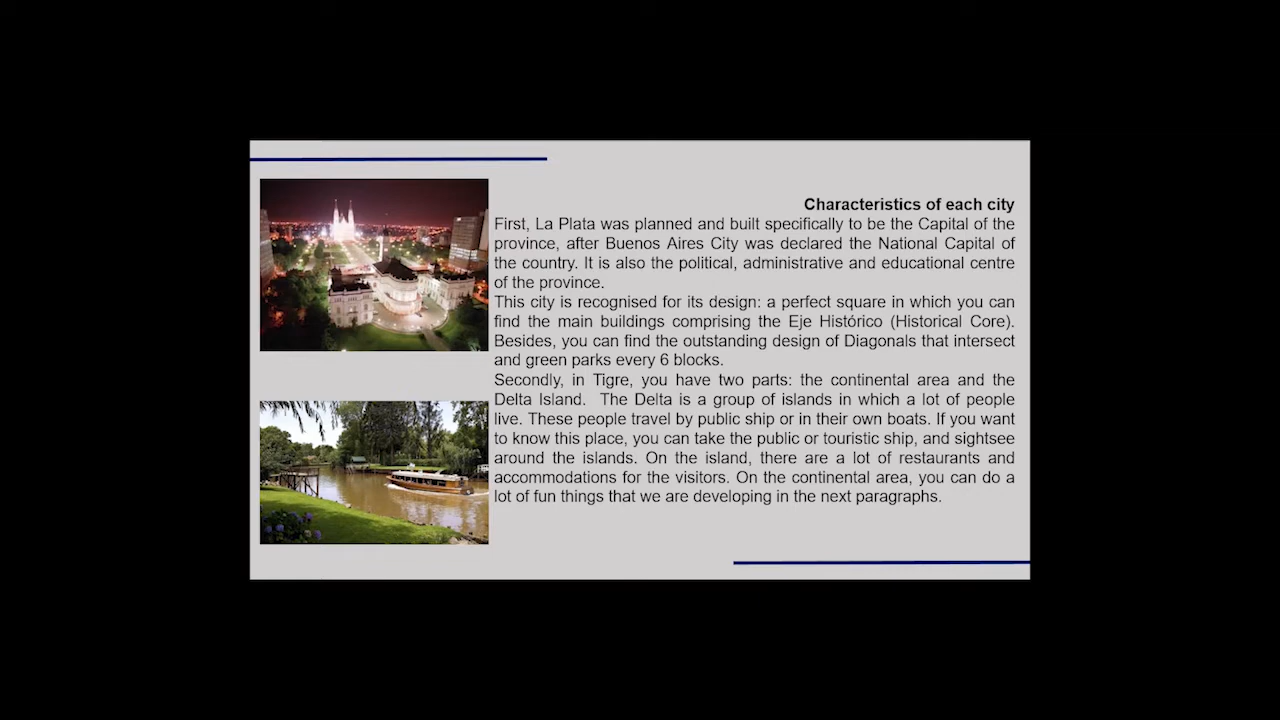 Characteristics of each city
First, La Plata was planned and built specifically to be the Capital of the
province, after Buenos Aires City was declared the National Capital of
the country. It is also the political, administrative and educational centre
of the province.
This city is recognised for its design: a perfect square in which you can
find the main buildings comprising the Eje Histórico (Historical Core).
Besides, you can find the outstanding design of Diagonals that intersect
and green parks every 6 blocks.
Secondly, in Tigre, you have two parts: the continental area and the
Delta Island.  The Delta is a group of islands in which a lot of people
live. These people travel by public ship or in their own boats. If you want
to know this place, you can take the public or touristic ship, and sightsee
around the islands. On the island, there are a lot of restaurants and
accommodations for the visitors. On the continental area, you can do a
lot of fun things that we are developing in the next paragraphs.